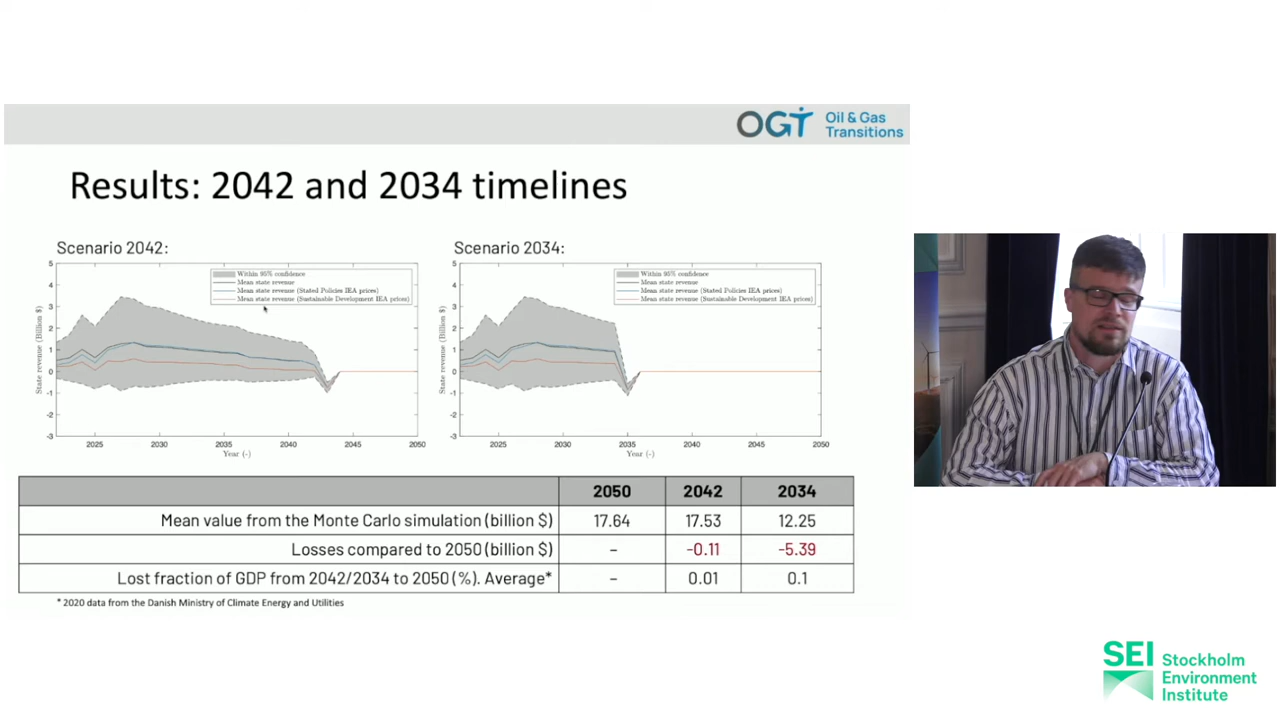 OGT Oil & Gas
Transitions
Results: 2042 and 2034 timelines
Scenario 2042:
Scenario 2034:
Within 95% confidence
Mean state revenue
Mean state revenue (Stated Policies IEA prices)
Mean state revenue (Sustainable Development IEA prices)
State revenue (Billion $)
5
4
3
2
1
0
-1
-2
-3
2025 2030 2035 2040 2045 2050
Year (-)
Within 95% confidence
Mean state revenue
Mean state revenue (Stated Policies IEA prices)
Mean state revenue (Sustainable Development IEA prices)
State revenue (Billion $)
5
4
3
2
1
0
-1
-2
-3
2025 2030 2035 2040 2045 2050
Year (-)
2050 2042 2034
Mean value from the Monte Carlo simulation (billion $) 17.64 17.53 12.25
Losses compared to 2050 (billion $) – -0.11 -5.39
Lost fraction of GDP from 2042/2034 to 2050 (%). Average* – 0.01 0.1
* 2020 data from the Danish Ministry of Climate Energy and Utilities
SEI Stockholm
Environment
Institute